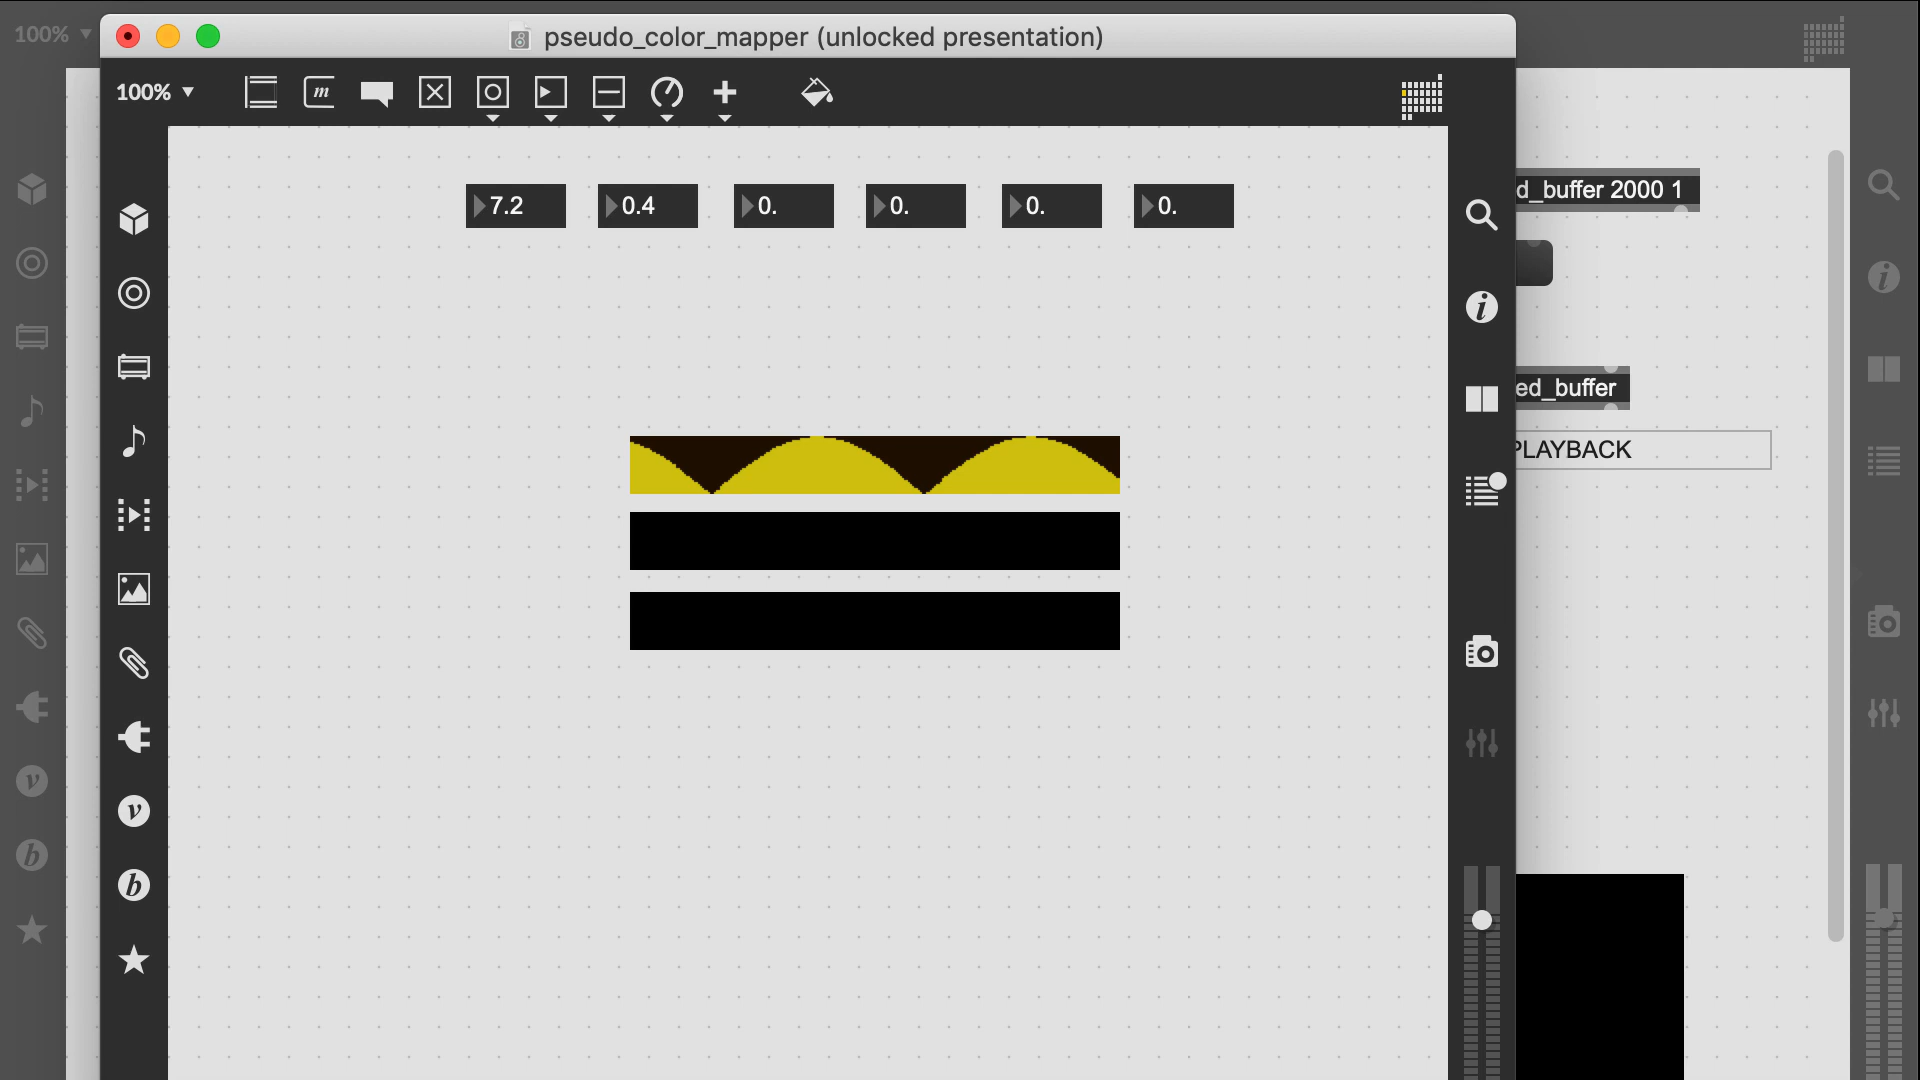 100%
pseudo_color_mapper (unlocked presentation)
100%
m
7.2
0.4
0.
0.
0.
0.
d_buffer 2000 1
i
i
ed_buffer
PLAYBACK
v
v
b
b